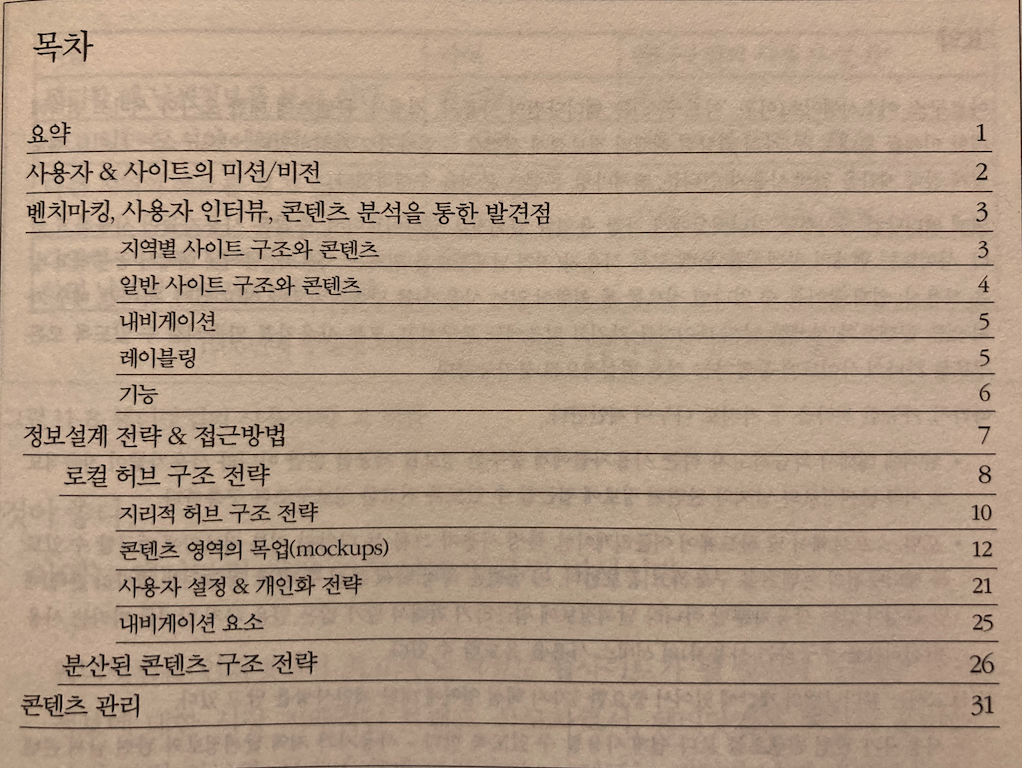 목차
요약 1
사용자 & 사이트의 미션/비전 2
벤치마킹, 사용자 인터뷰, 콘텐츠 분석을 통한 발견점 3
지역별 사이트 구조와 콘텐츠 3
일반 사이트 구조와 콘텐츠 4
내비게이션 5
레이블링 5
기능 6
정보설계 전략 & 접근방법 7
로컬 허브 구조 전략 8
지리적 허브 구조 전략 10
콘텐츠 영역의 목업(mockups) 12
사용자 설정 & 개인화 전략 21
내비게이션 요소 25
분산된 콘텐츠 구조 전략 26
콘텐츠 관리 31